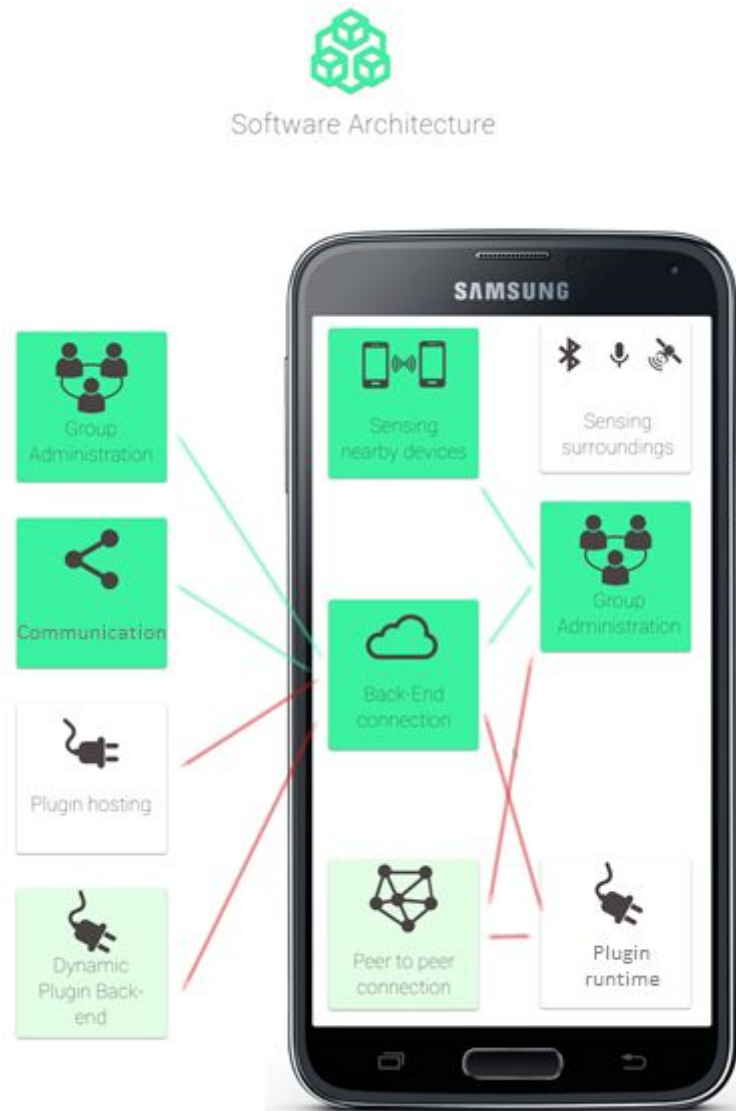 Software Architecture
SAMSUNG
Group
Administration
Communication
Plugin hosting
Dynamic
Plugin Back-
end
Sensing
nearby devices
Sensing
surroundings
Group
Administration
Back-End
connection
Peer to peer
connection
Plugin
runtime